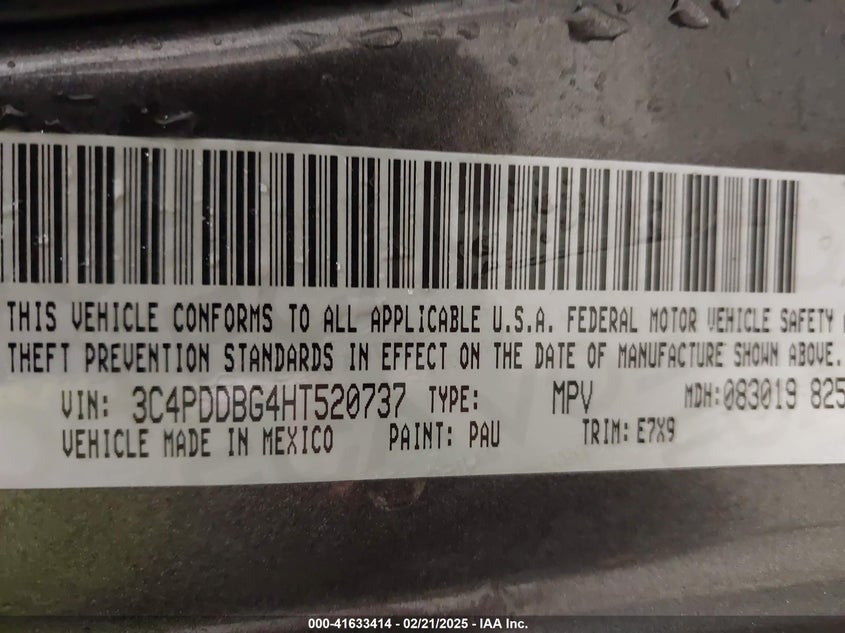 THIS VEHICLE CONFORMS TO ALL APPLICABLE U.S.A. FEDERAL MOTOR VEHICLE SAFETY
THEFT PREVENTION STANDARDS IN EFFECT ON THE DATE OF MANUFACTURE SHOWN ABOVE.
VIN: 3C4PDDBG4HT520737 TYPE: MPV MDH: 083019 825
VEHICLE MADE IN MEXICO PAINT: PAU TRIM: E7X9
000-41633414 - 02/21/2025 - IAA Inc.